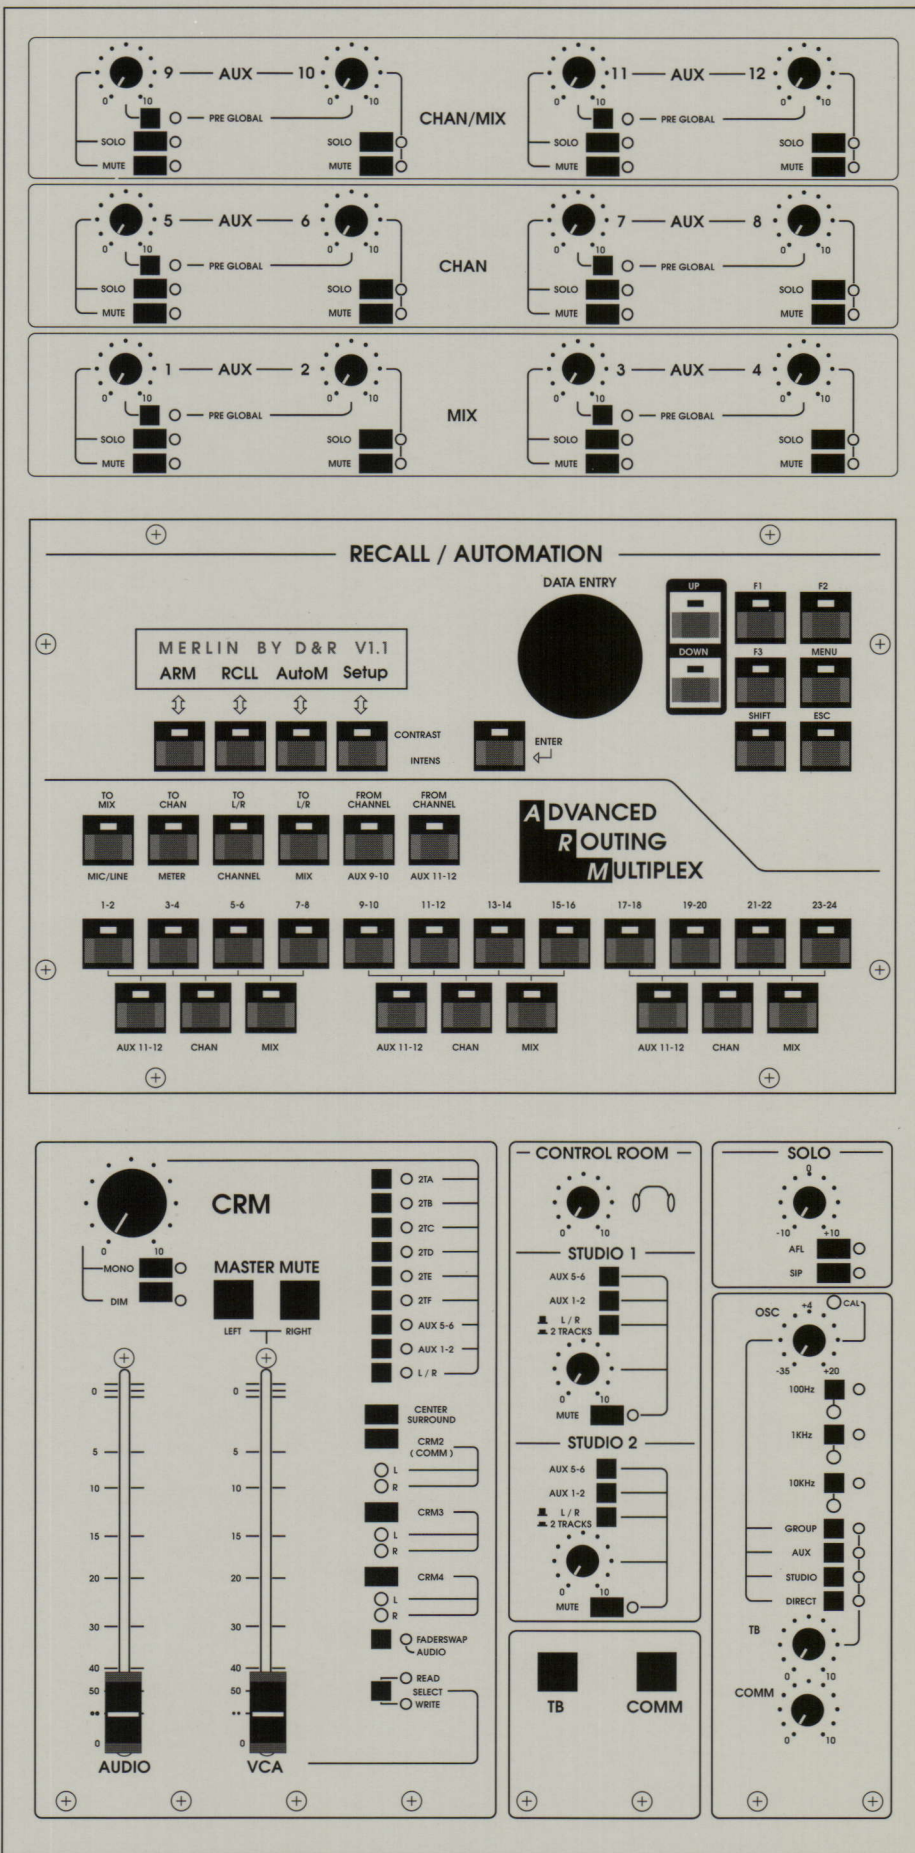 9 AUX 10
0 10 0 10
PRE GLOBAL
SOLO SOLO
MUTE MUTE
CHAN/MIX
11 AUX 12
0 10 0 10
PRE GLOBAL
SOLO SOLO
MUTE MUTE
5 AUX 6
0 10 0 10
PRE GLOBAL
SOLO SOLO
MUTE MUTE
CHAN
7 AUX 8
0 10 0 10
PRE GLOBAL
SOLO SOLO
MUTE MUTE
1 AUX 2
0 10 0 10
PRE GLOBAL
SOLO SOLO
MUTE MUTE
MIX
3 AUX 4
0 10 0 10
PRE GLOBAL
SOLO SOLO
MUTE MUTE
RECALL / AUTOMATION
DATA ENTRY
UP F1 F2
DOWN F3 MENU
SHIFT ESC
MERLIN BY D&R V1.1
ARM RCLL AutoM Setup
CONTRAST
INTENS
ENTER
TO MIX
TO CHAN
TO L/R
TO L/R
FROM CHANNEL
FROM CHANNEL
MIC/LINE METER CHANNEL MIX AUX 9-10 AUX 11-12
ADVANCED
ROUTING
MULTIPLEX
1-2 3-4 5-6 7-8 9-10 11-12 13-14 15-16 17-18 19-20 21-22 23-24
AUX 11-12 CHAN MIX AUX 11-12 CHAN MIX AUX 11-12 CHAN MIX
CRM
0 10
MONO
DIM
MASTER MUTE
LEFT RIGHT
2TA
2TB
2TC
2TD
2TE
2TF
AUX 5-6
AUX 1-2
L / R
CENTER
SURROUND
CRM2
( COMM )
L
R
CRM3
L
R
CRM4
L
R
FADERSWAP
AUDIO
READ
SELECT
WRITE
0 0
5 5
10 10
15 15
20 20
30 30
40 40
50 50
•• ••
0 0
AUDIO VCA
CONTROL ROOM
0 10
STUDIO 1
AUX 5-6
AUX 1-2
L / R
2 TRACKS
0 10
MUTE
STUDIO 2
AUX 5-6
AUX 1-2
L / R
2 TRACKS
0 10
MUTE
TB COMM
SOLO
0
-10 +10
AFL
SIP
OSC +4 CAL
-35 +20
100Hz
1KHz
10KHz
GROUP
AUX
STUDIO
DIRECT
TB
0 10
COMM
0 10